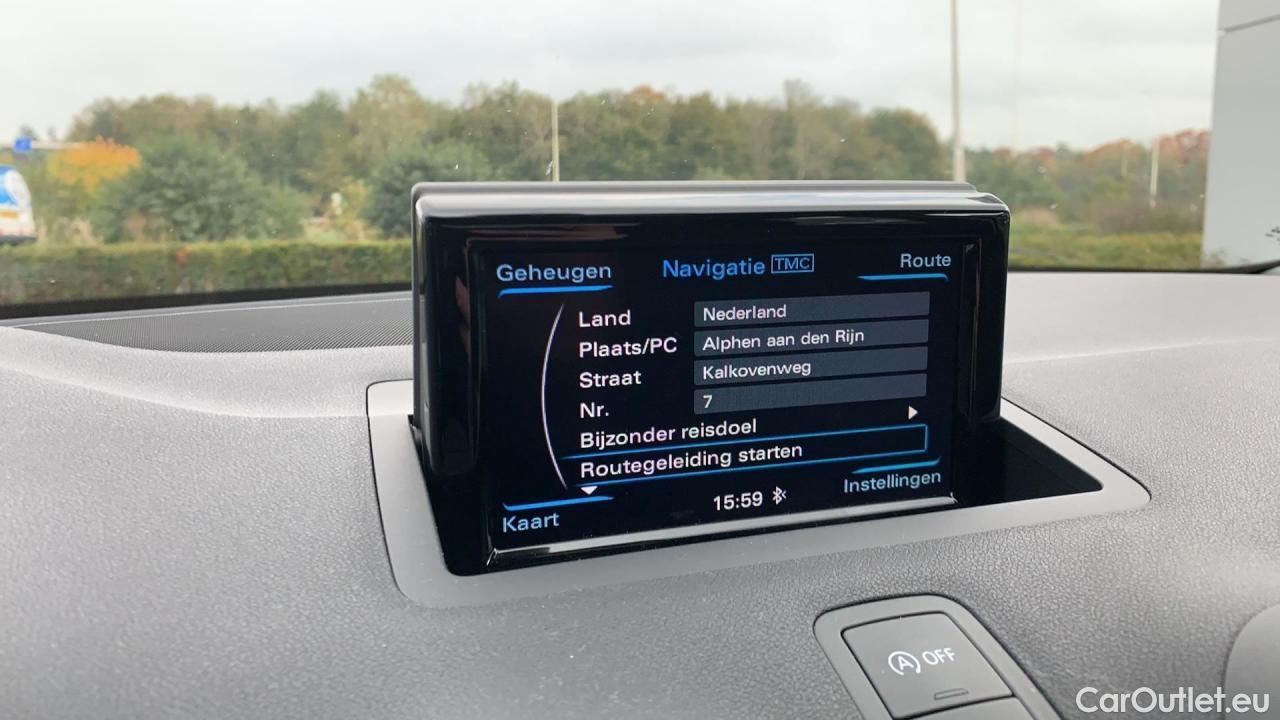 Geheugen Navigatie TMC Route
Land Nederland
Plaats/PC Alphen aan den Rijn
Straat Kalkovenweg
Nr. 7
Bijzonder reisdoel
Routegeleiding starten
Kaart 15:59 Instellingen
A OFF
CarOutlet.eu